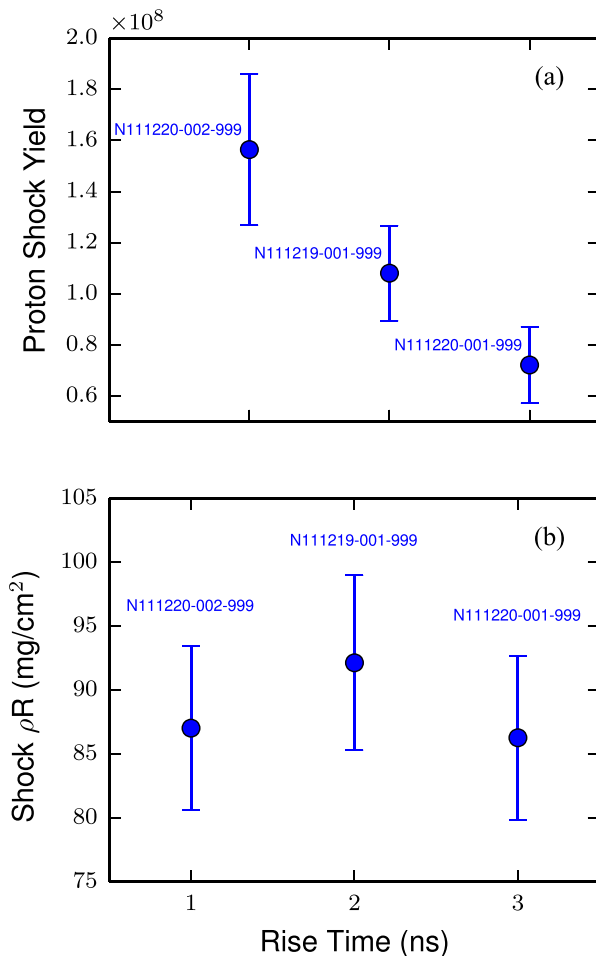 ×10⁸
2.0
(a)
1.8
N111220-002-999
1.6
1.4
N111219-001-999
1.2
1.0
N111220-001-999
0.8
0.6
Proton Shock Yield
105
(b)
N111219-001-999
100
N111220-002-999
N111220-001-999
95
90
85
80
75
Shock ρR (mg/cm²)
1 2 3
Rise Time (ns)